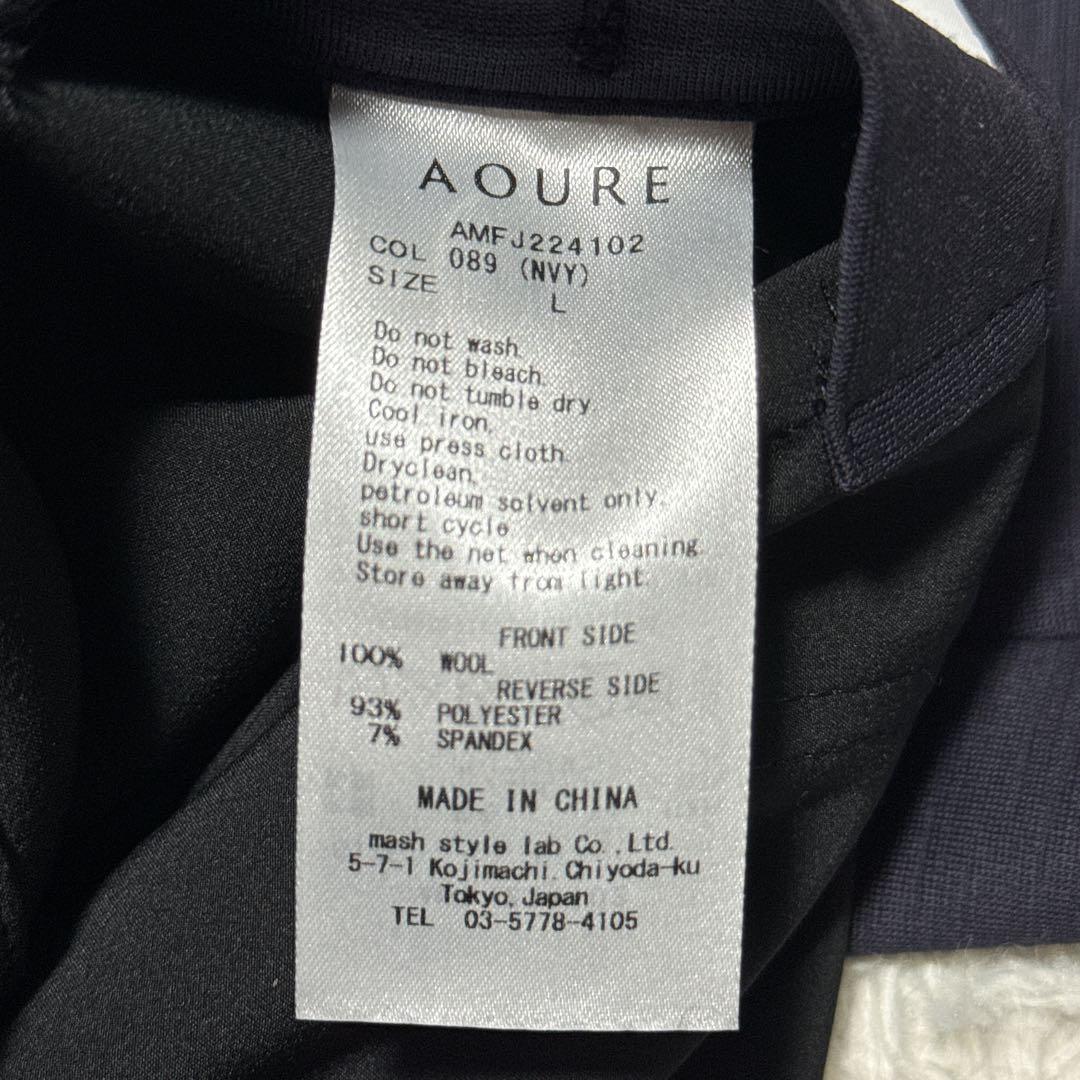 AOURE
AMFJ224102
COL 089 (NVY)
SIZE L
Do not wash.
Do not bleach.
Do not tumble dry
Cool iron.
use press cloth.
Dryclean.
petroleum solvent only.
short cycle
Use the net when cleaning.
Store away from light.
FRONT SIDE
100% WOOL
REVERSE SIDE
93% POLYESTER
7% SPANDEX
MADE IN CHINA
mash style lab Co.,Ltd.
5-7-1 Kojimachi. Chiyoda-ku
Tokyo, Japan
TEL 03-5778-4105